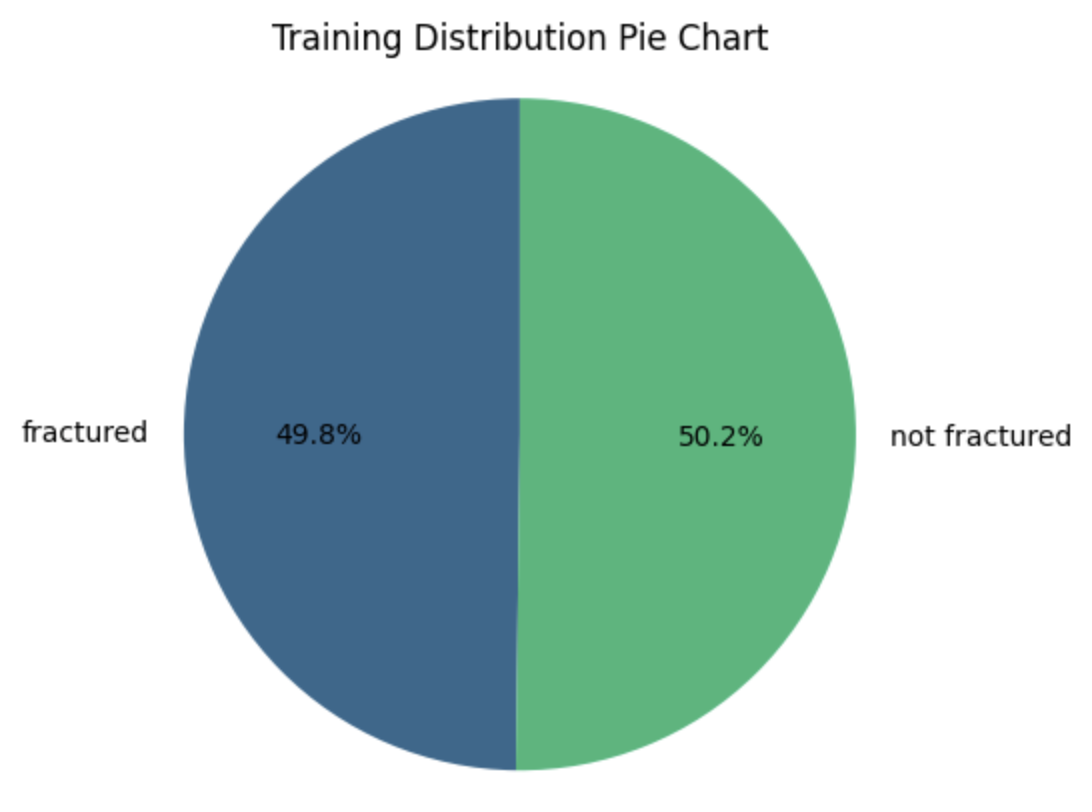 Training Distribution Pie Chart
fractured
49.8%
50.2%
not fractured